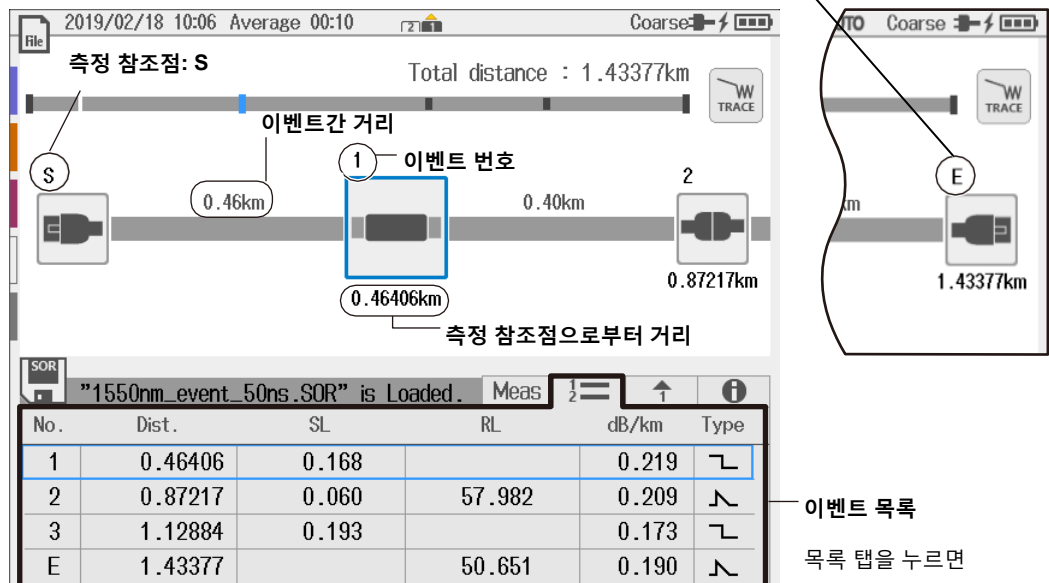 2019/02/18 10:06 Average 00:10 2 1 Coarse
File
측정 참조점: S
Total distance : 1.43377km
TRACE
이벤트간 거리
S
1 이벤트 번호
2
0.46km
0.40km
0.46406km
0.87217km
측정 참조점으로부터 거리
SOR
"1550nm_event_50ns.SOR" is Loaded. Meas 1 2 1
No. Dist. SL RL dB/km Type
1 0.46406 0.168 0.219
2 0.87217 0.060 57.982 0.209
3 1.12884 0.193 0.173
E 1.43377 50.651 0.190
Coarse
TRACE
E
km
1.43377km
이벤트 목록
목록 탭을 누르면